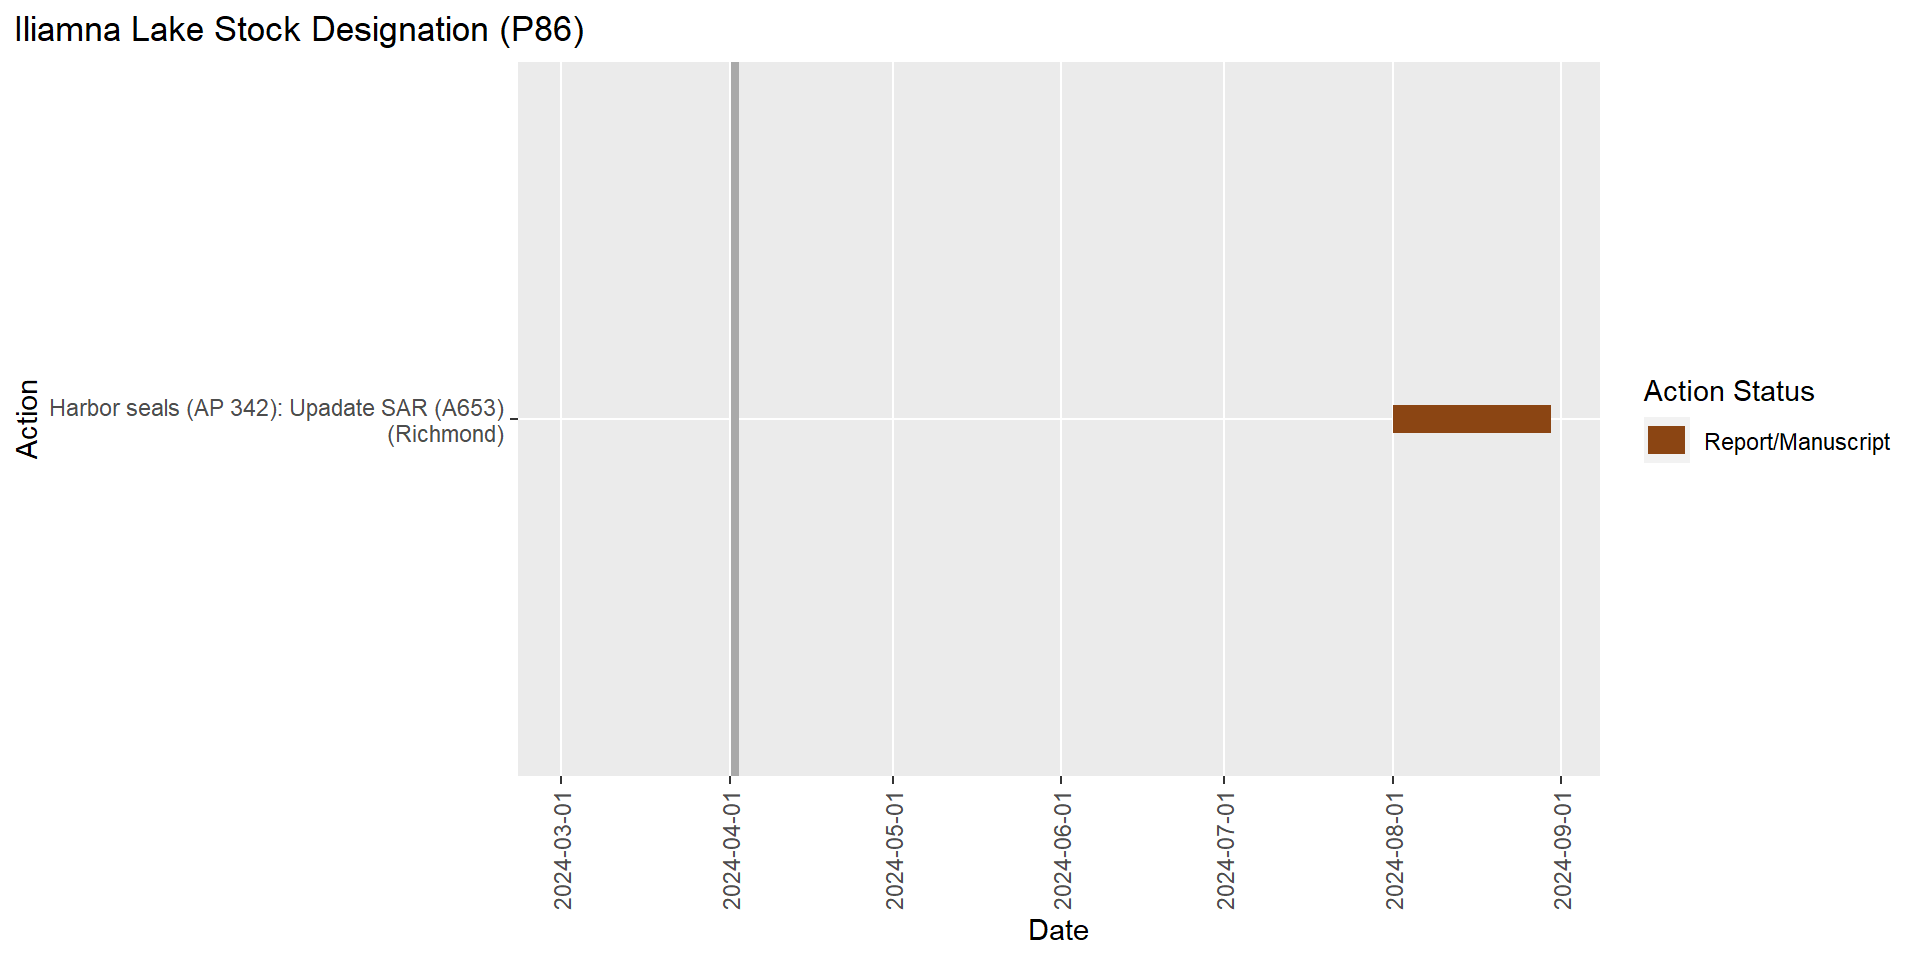 Iliamna Lake Stock Designation (P86)
Action
Harbor seals (AP 342): Upadate SAR (A653)
(Richmond)
2024-03-01
2024-04-01
2024-05-01
2024-06-01
2024-07-01
2024-08-01
2024-09-01
Date
Action Status
Report/Manuscript